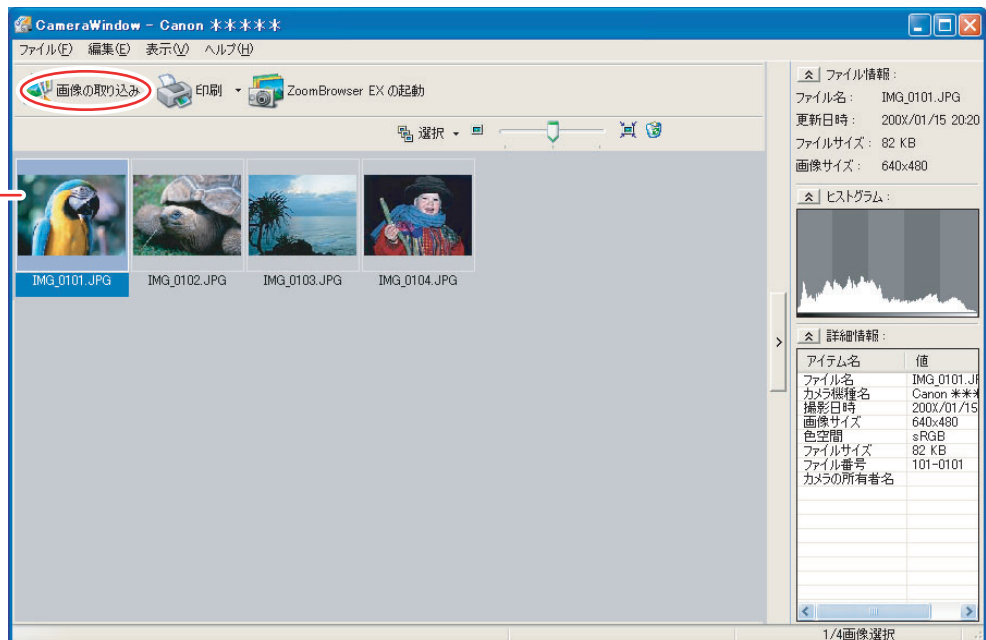 CameraWindow - Canon ＊＊＊＊＊
ファイル(F) 編集(E) 表示(V) ヘルプ(H)
画像の取り込み 印刷 ZoomBrowser EX の起動
選択
IMG_0101.JPG IMG_0102.JPG IMG_0103.JPG IMG_0104.JPG
ファイル情報：
ファイル名： IMG_0101.JPG
更新日時： 200X/01/15 20:20
ファイルサイズ： 82 KB
画像サイズ： 640x480
ヒストグラム：
詳細情報：
アイテム名 値
ファイル名 IMG_0101.JF
カメラ機種名 Canon ＊＊＊
撮影日時 200X/01/15
画像サイズ 640x480
色空間 sRGB
ファイルサイズ 82 KB
ファイル番号 101-0101
カメラの所有者名
1/4画像選択